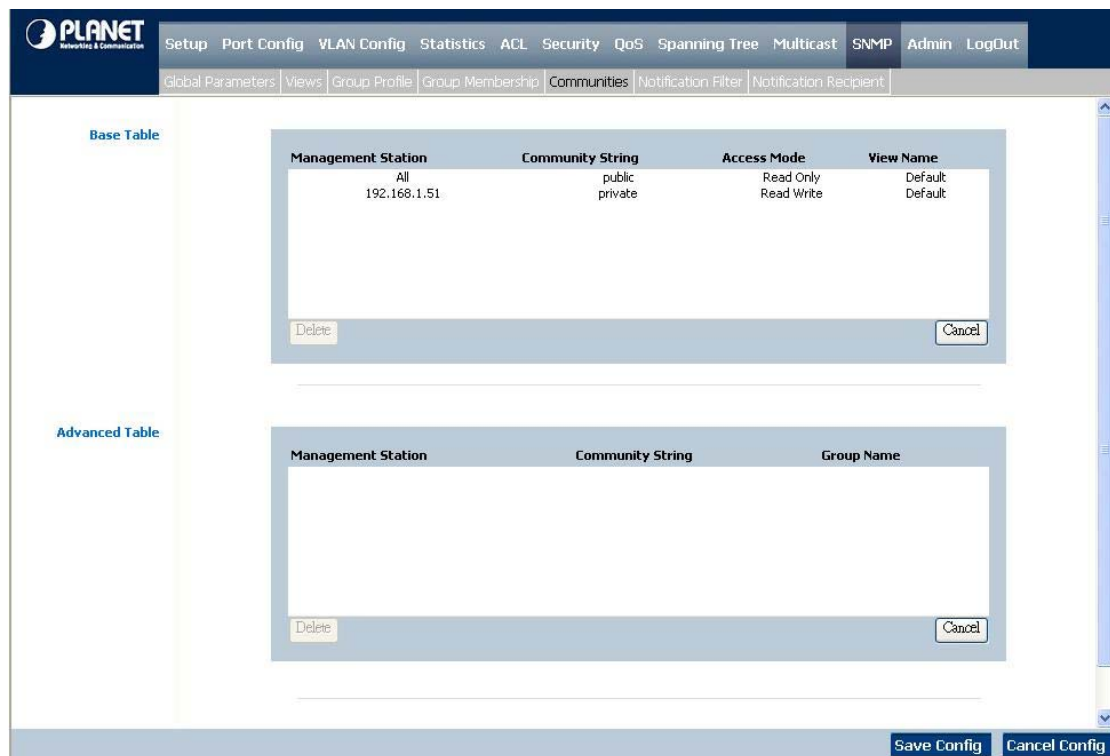 PLANET
Networking & Communication
Setup Port Config VLAN Config Statistics ACL Security QoS Spanning Tree Multicast SNMP Admin LogOut
Global Parameters Views Group Profile Group Membership Communities Notification Filter Notification Recipient
Base Table
Management Station Community String Access Mode View Name
All public Read Only Default
192.168.1.51 private Read Write Default
Delete Cancel
Advanced Table
Management Station Community String Group Name
Delete Cancel
Save Config Cancel Config